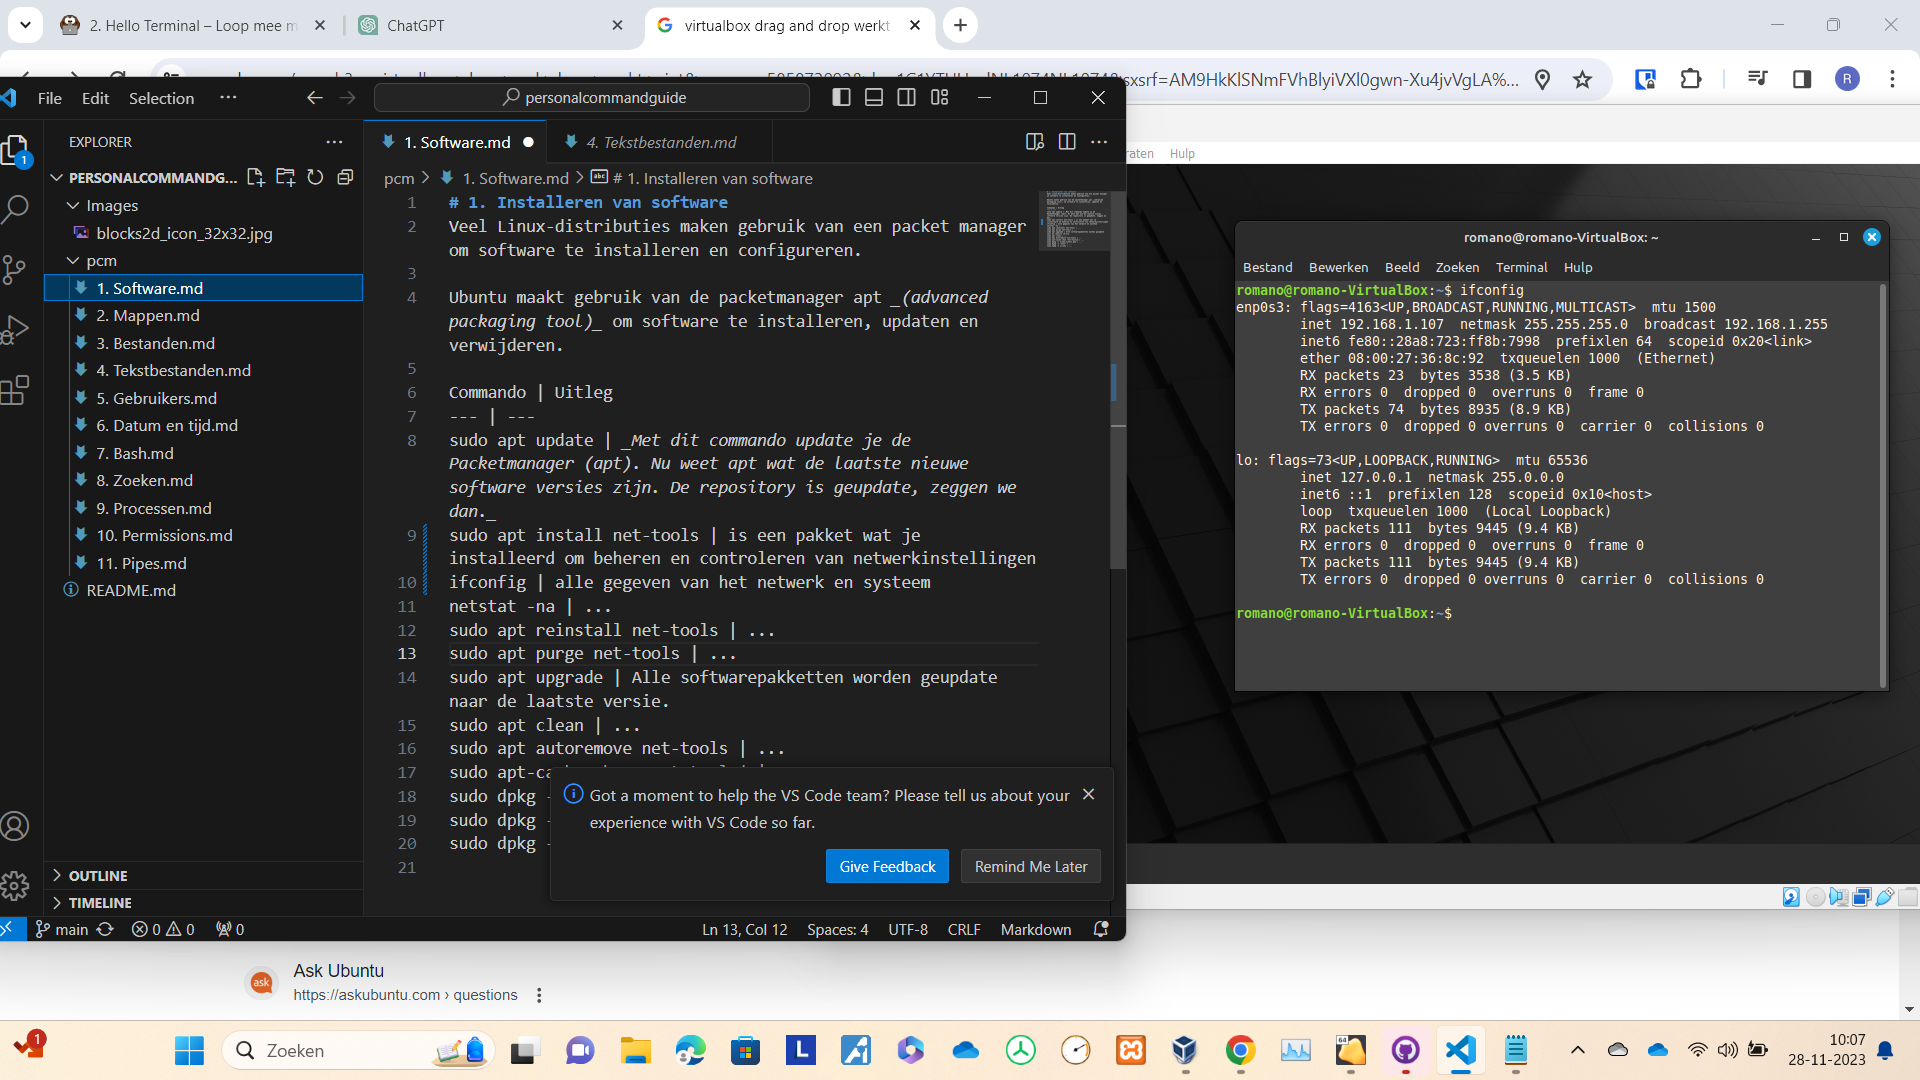 2. Hello Terminal – Loop mee m
ChatGPT
virtualbox drag and drop werkt
sxsrf=AM9HkKlSNmFVhBlyiVXl0gwn-Xu4jvVgLA%...
R
File Edit Selection ...
personalcommandguide
Hulp
EXPLORER
1. Software.md
4. Tekstbestanden.md
PERSONALCOMMANDG...
pcm > 1. Software.md > # 1. Installeren van software
Images
blocks2d_icon_32x32.jpg
pcm
1. Software.md
2. Mappen.md
3. Bestanden.md
4. Tekstbestanden.md
5. Gebruikers.md
6. Datum en tijd.md
7. Bash.md
8. Zoeken.md
9. Processen.md
10. Permissions.md
11. Pipes.md
README.md
OUTLINE
TIMELINE
1 # 1. Installeren van software
2 Veel Linux-distributies maken gebruik van een packet manager
om software te installeren en configureren.
3
4 Ubuntu maakt gebruik van de packetmanager apt _(advanced
packaging tool)_ om software te installeren, updaten en
verwijderen.
5
6 Commando | Uitleg
7 --- | ---
8 sudo apt update | _Met dit commando update je de
Packetmanager (apt). Nu weet apt wat de laatste nieuwe
software versies zijn. De repository is geupdate, zeggen we
dan._
9 sudo apt install net-tools | is een pakket wat je
installeerd om beheren en controleren van netwerkinstellingen
10 ifconfig | alle gegeven van het netwerk en systeem
11 netstat -na | ...
12 sudo apt reinstall net-tools | ...
13 sudo apt purge net-tools | ...
14 sudo apt upgrade | Alle softwarepakketten worden geupdate
naar de laatste versie.
15 sudo apt clean | ...
16 sudo apt autoremove net-tools | ...
17 sudo apt-ca
18 sudo dpkg -
19 sudo dpkg -
20 sudo dpkg -
21
Got a moment to help the VS Code team? Please tell us about your
experience with VS Code so far.
Give Feedback
Remind Me Later
main 0 0 0
Ln 13, Col 12 Spaces: 4 UTF-8 CRLF Markdown
romano@romano-VirtualBox: ~
Bestand Bewerken Beeld Zoeken Terminal Hulp
romano@romano-VirtualBox:~$ ifconfig
enp0s3: flags=4163<UP,BROADCAST,RUNNING,MULTICAST> mtu 1500
inet 192.168.1.107 netmask 255.255.255.0 broadcast 192.168.1.255
inet6 fe80::28a8:723:ff8b:7998 prefixlen 64 scopeid 0x20<link>
ether 08:00:27:36:8c:92 txqueuelen 1000 (Ethernet)
RX packets 23 bytes 3538 (3.5 KB)
RX errors 0 dropped 0 overruns 0 frame 0
TX packets 74 bytes 8935 (8.9 KB)
TX errors 0 dropped 0 overruns 0 carrier 0 collisions 0
lo: flags=73<UP,LOOPBACK,RUNNING> mtu 65536
inet 127.0.0.1 netmask 255.0.0.0
inet6 ::1 prefixlen 128 scopeid 0x10<host>
loop txqueuelen 1000 (Local Loopback)
RX packets 111 bytes 9445 (9.4 KB)
RX errors 0 dropped 0 overruns 0 frame 0
TX packets 111 bytes 9445 (9.4 KB)
TX errors 0 dropped 0 overruns 0 carrier 0 collisions 0
romano@romano-VirtualBox:~$
ask
Ask Ubuntu
https://askubuntu.com › questions
1
Zoeken
L
64
10:07
28-11-2023